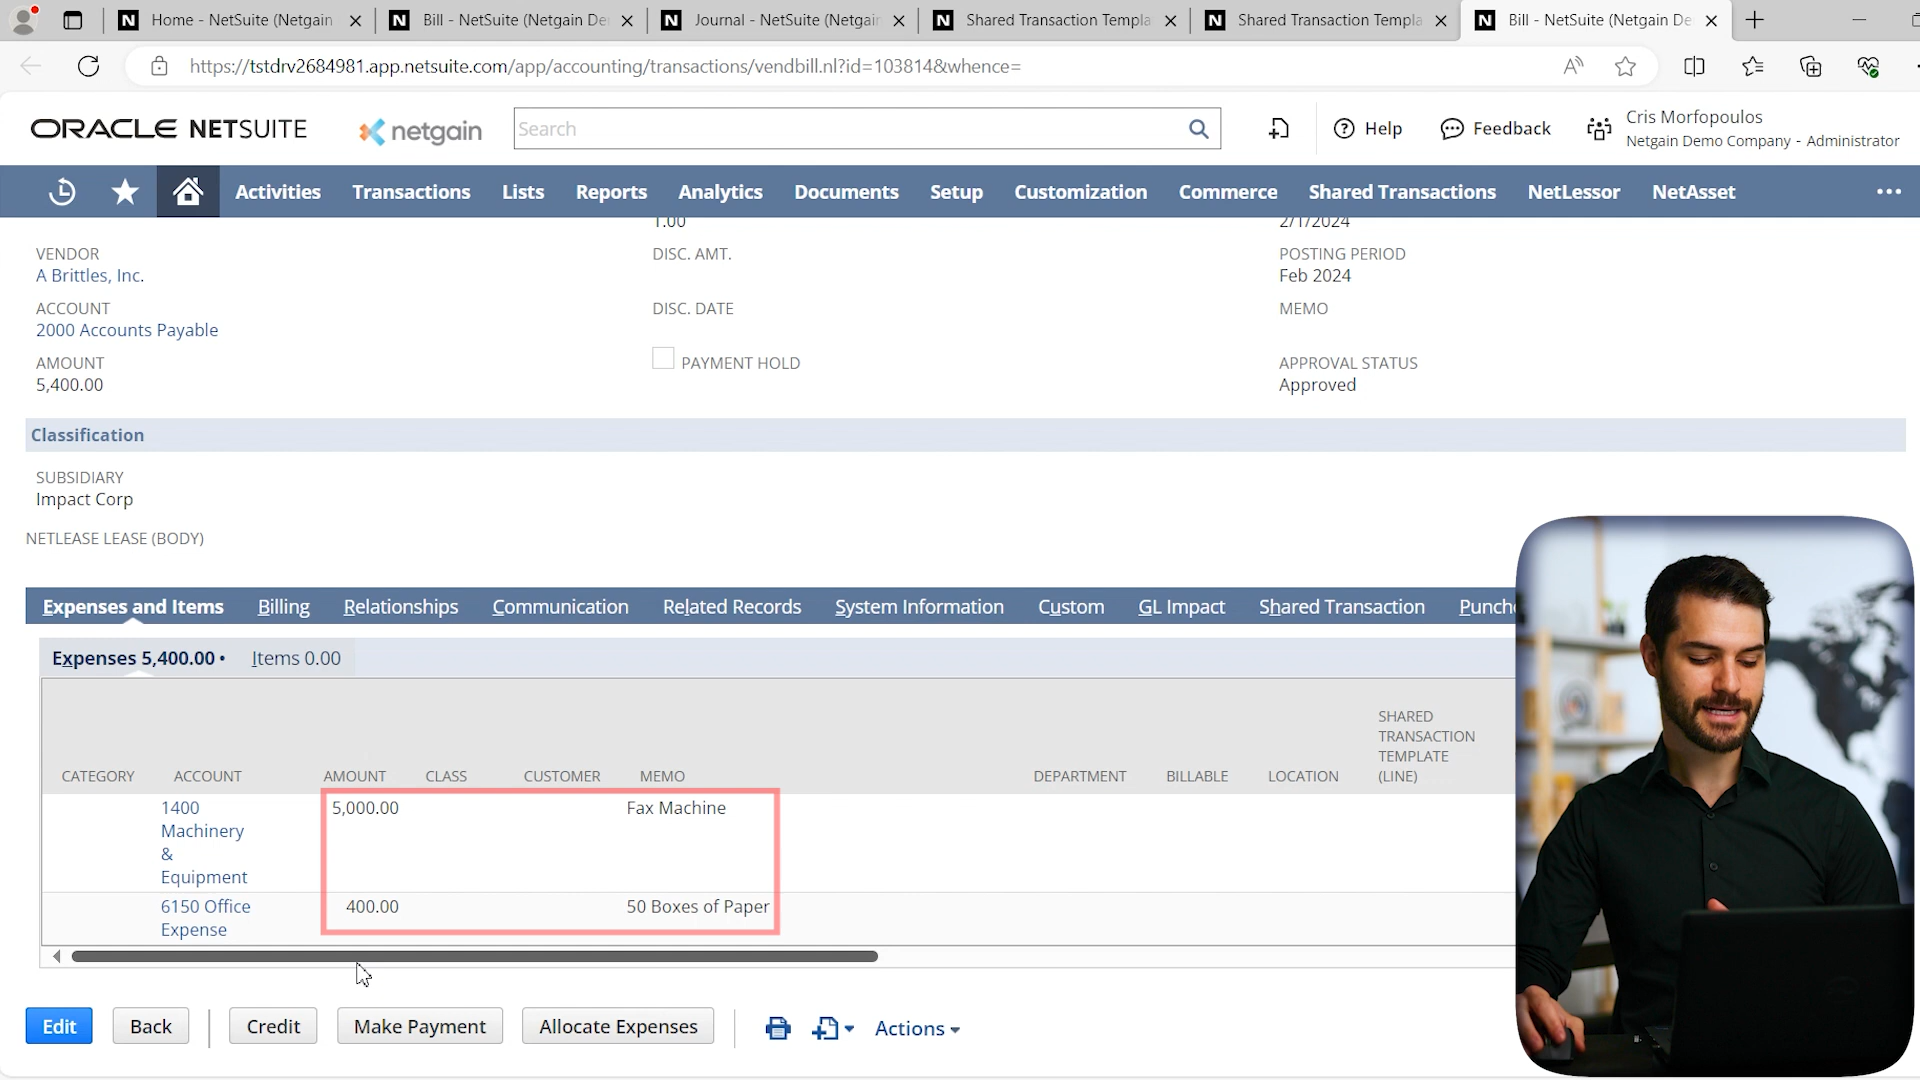 Home - NetSuite (Netgain
Bill - NetSuite (Netgain De
Journal - NetSuite (Netgain
Shared Transaction Templa
Shared Transaction Templa
Bill - NetSuite (Netgain De
https://tstdrv2684981.app.netsuite.com/app/accounting/transactions/vendbill.nl?id=103814&whence=
ORACLE NETSUITE
netgain
Search
Help
Feedback
Cris Morfopoulos
Netgain Demo Company - Administrator
Activities
Transactions
Lists
Reports
Analytics
Documents
Setup
Customization
Commerce
Shared Transactions
NetLessor
NetAsset
1.00
2/1/2024
VENDOR
A Brittles, Inc.
DISC. AMT.
POSTING PERIOD
Feb 2024
ACCOUNT
2000 Accounts Payable
DISC. DATE
MEMO
AMOUNT
5,400.00
PAYMENT HOLD
APPROVAL STATUS
Approved
Classification
SUBSIDIARY
Impact Corp
NETLEASE LEASE (BODY)
Expenses and Items
Billing
Relationships
Communication
Related Records
System Information
Custom
GL Impact
Shared Transaction
Expenses 5,400.00 •
Items 0.00
CATEGORY
ACCOUNT
AMOUNT
CLASS
CUSTOMER
MEMO
DEPARTMENT
BILLABLE
LOCATION
SHARED
TRANSACTION
TEMPLATE
(LINE)
1400
Machinery
&
Equipment
5,000.00
Fax Machine
6150 Office
Expense
400.00
50 Boxes of Paper
Edit
Back
Credit
Make Payment
Allocate Expenses
Actions